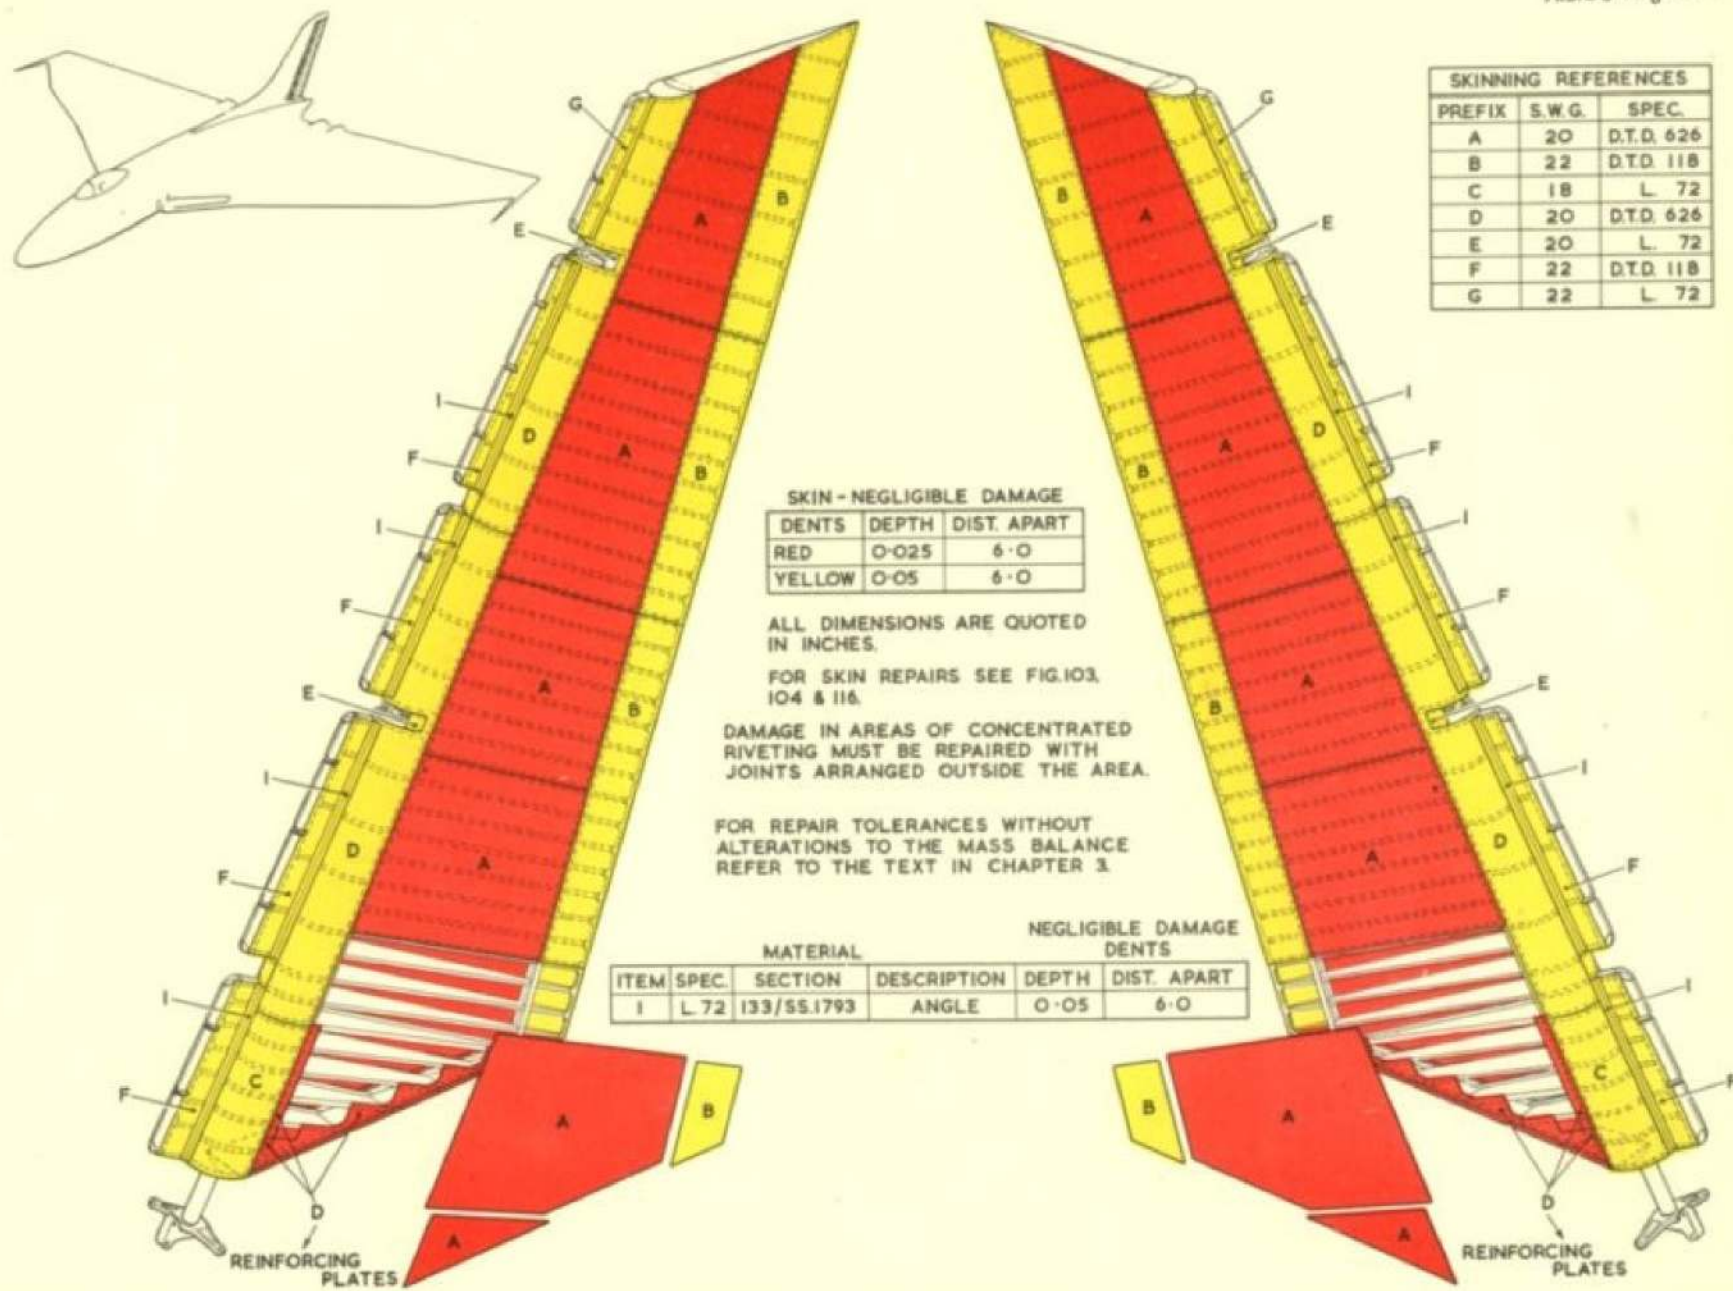 SKINNING REFERENCES
PREFIX S.W.G. SPEC.
A 20 D.T.D. 626
B 22 D.T.D. 118
C 18 L. 72
D 20 D.T.D. 626
E 20 L. 72
F 22 D.T.D. 118
G 22 L. 72
G
B
A
E
I
D
A
F
B
I
F
A
E
B
I
D
A
F
I
C
F
A
B
D
A
REINFORCING
PLATES
G
B
A
E
I
D
A
F
B
I
F
A
E
B
I
D
A
F
I
C
F
A
B
D
A
REINFORCING
PLATES
SKIN - NEGLIGIBLE DAMAGE
DENTS DEPTH DIST. APART
RED 0·025 6·0
YELLOW 0·05 6·0
ALL DIMENSIONS ARE QUOTED
IN INCHES.
FOR SKIN REPAIRS SEE FIG.103,
104 & 116.
DAMAGE IN AREAS OF CONCENTRATED
RIVETING MUST BE REPAIRED WITH
JOINTS ARRANGED OUTSIDE THE AREA.
FOR REPAIR TOLERANCES WITHOUT
ALTERATIONS TO THE MASS BALANCE
REFER TO THE TEXT IN CHAPTER 3.
MATERIAL
NEGLIGIBLE DAMAGE
DENTS
ITEM SPEC. SECTION DESCRIPTION DEPTH DIST. APART
1 L.72 133/SS.1793 ANGLE 0·05 6·0